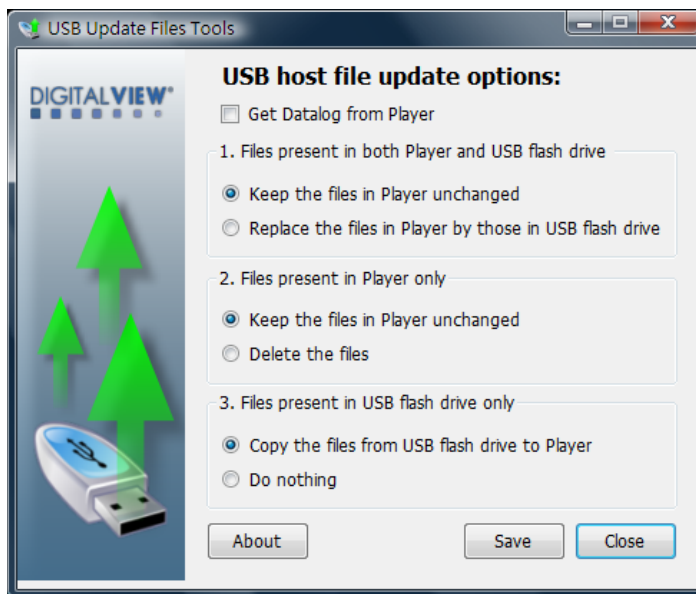 USB Update Files Tools
DIGITALVIEW®
USB host file update options:
Get Datalog from Player
1. Files present in both Player and USB flash drive
Keep the files in Player unchanged
Replace the files in Player by those in USB flash drive
2. Files present in Player only
Keep the files in Player unchanged
Delete the files
3. Files present in USB flash drive only
Copy the files from USB flash drive to Player
Do nothing
About
Save
Close